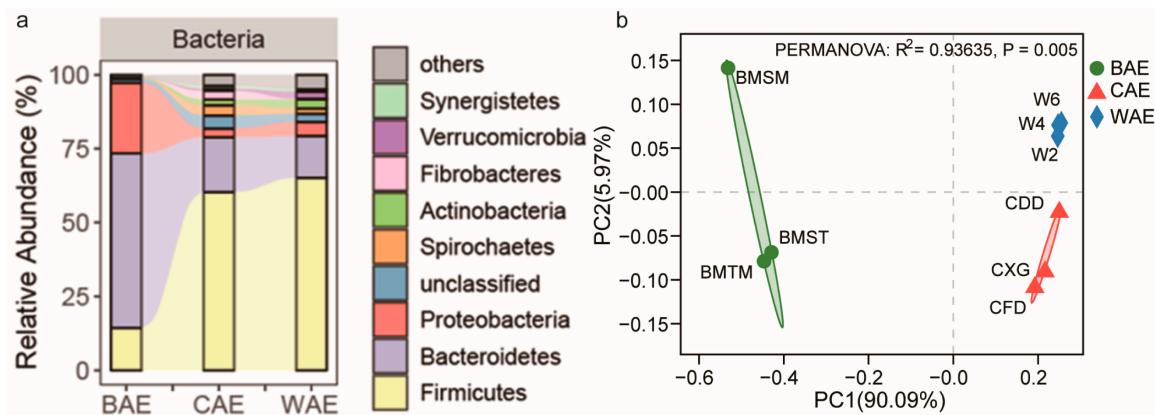 a
Bacteria
Relative Abundance (%)
100
75
50
25
0
BAE CAE WAE
others
Synergistetes
Verrucomicrobia
Fibrobacteres
Actinobacteria
Spirochaetes
unclassified
Proteobacteria
Bacteroidetes
Firmicutes
b
PERMANOVA: R²= 0.93635, P = 0.005
PC2(5.97%)
0.15
0.10
0.05
−0.00
−0.05
−0.10
−0.15
BMSM
BMST
BMTM
W6
W4
W2
CDD
CXG
CFD
−0.6 −0.4 −0.2 0.0 0.2
PC1(90.09%)
BAE
CAE
WAE